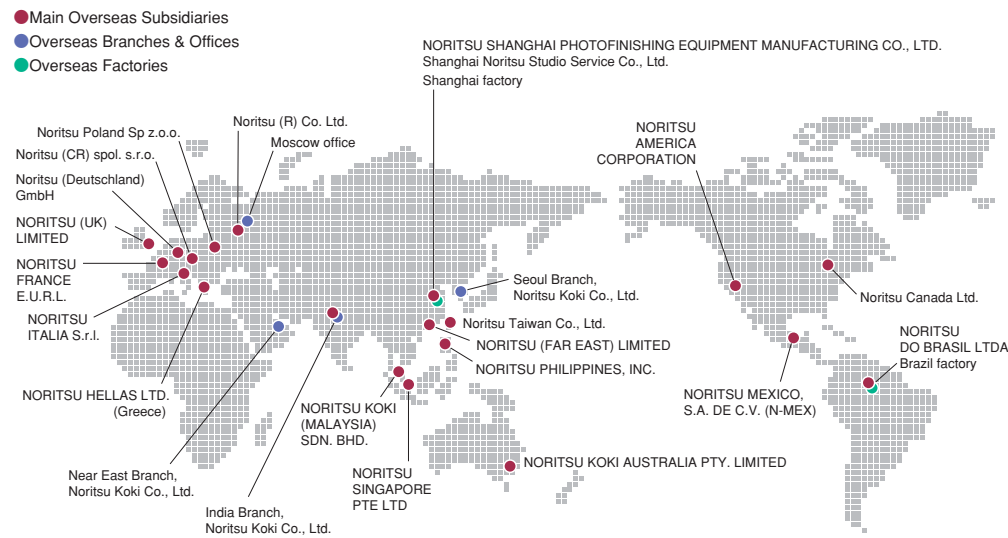 Main Overseas Subsidiaries
Overseas Branches & Offices
Overseas Factories
NORITSU SHANGHAI PHOTOFINISHING EQUIPMENT MANUFACTURING CO., LTD.
Shanghai Noritsu Studio Service Co., Ltd.
Shanghai factory
Noritsu (R) Co. Ltd.
Moscow office
Noritsu Poland Sp z.o.o.
Noritsu (CR) spol. s.r.o.
Noritsu (Deutschland)
GmbH
NORITSU (UK)
LIMITED
NORITSU
FRANCE
E.U.R.L.
NORITSU
ITALIA S.r.l.
NORITSU HELLAS LTD.
(Greece)
Near East Branch,
Noritsu Koki Co., Ltd.
India Branch,
Noritsu Koki Co., Ltd.
NORITSU KOKI
(MALAYSIA)
SDN. BHD.
NORITSU
SINGAPORE
PTE LTD
Seoul Branch,
Noritsu Koki Co., Ltd.
Noritsu Taiwan Co., Ltd.
NORITSU (FAR EAST) LIMITED
NORITSU PHILIPPINES, INC.
NORITSU KOKI AUSTRALIA PTY. LIMITED
NORITSU
AMERICA
CORPORATION
Noritsu Canada Ltd.
NORITSU MEXICO,
S.A. DE C.V. (N-MEX)
NORITSU
DO BRASIL LTDA
Brazil factory